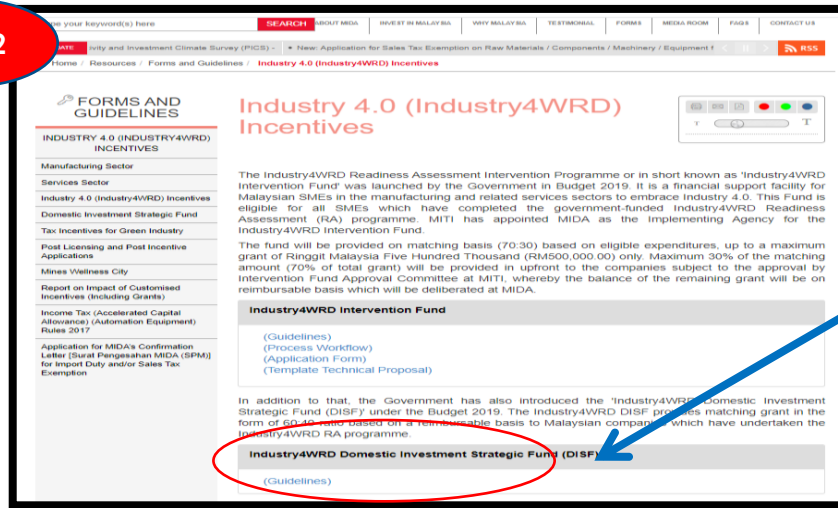 2
me your keyword(s) here
SEARCH
ABOUT MIDA
INVEST IN MALAYSIA
WHY MALAYSIA
TESTIMONIAL
FORMS
MEDIA ROOM
FAQS
CONTACT US
ivity and Investment Climate Survey (PICS) - • New: Application for Sales Tax Exemption on Raw Materials / Components / Machinery / Equipment f
RSS
Home / Resources / Forms and Guidelines / Industry 4.0 (Industry4WRD) Incentives
FORMS AND
GUIDELINES
INDUSTRY 4.0 (INDUSTRY4WRD)
INCENTIVES
Manufacturing Sector
Services Sector
Industry 4.0 (Industry4WRD) Incentives
Domestic Investment Strategic Fund
Tax Incentives for Green Industry
Post Licensing and Post Incentive
Applications
Mines Wellness City
Report on Impact of Customised
Incentives (Including Grants)
Income Tax (Accelerated Capital
Allowance) (Automation Equipment)
Rules 2017
Application for MIDA's Confirmation
Letter [Surat Pengesahan MIDA (SPM)]
for Import Duty and/or Sales Tax
Exemption
Industry 4.0 (Industry4WRD)
Incentives
T T
The Industry4WRD Readiness Assessment Intervention Programme or in short known as 'Industry4WRD
Intervention Fund' was launched by the Government in Budget 2019. It is a financial support facility for
Malaysian SMEs in the manufacturing and related services sectors to embrace Industry 4.0. This Fund is
eligible for all SMEs which have completed the government-funded Industry4WRD Readiness
Assessment (RA) programme. MITI has appointed MIDA as the Implementing Agency for the
Industry4WRD Intervention Fund.
The fund will be provided on matching basis (70:30) based on eligible expenditures, up to a maximum
grant of Ringgit Malaysia Five Hundred Thousand (RM500,000.00) only. Maximum 30% of the matching
amount (70% of total grant) will be provided in upfront to the companies subject to the approval by
Intervention Fund Approval Committee at MITI, whereby the balance of the remaining grant will be on
reimbursable basis which will be deliberated at MIDA.
Industry4WRD Intervention Fund
(Guidelines)
(Process Workflow)
(Application Form)
(Template Technical Proposal)
In addition to that, the Government has also introduced the 'Industry4WRD Domestic Investment
Strategic Fund (DISF)' under the Budget 2019. The Industry4WRD DISF provides matching grant in the
form of 60:40 ratio based on a reimbursable basis to Malaysian companies which have undertaken the
Industry4WRD RA programme.
Industry4WRD Domestic Investment Strategic Fund (DISF)
(Guidelines)